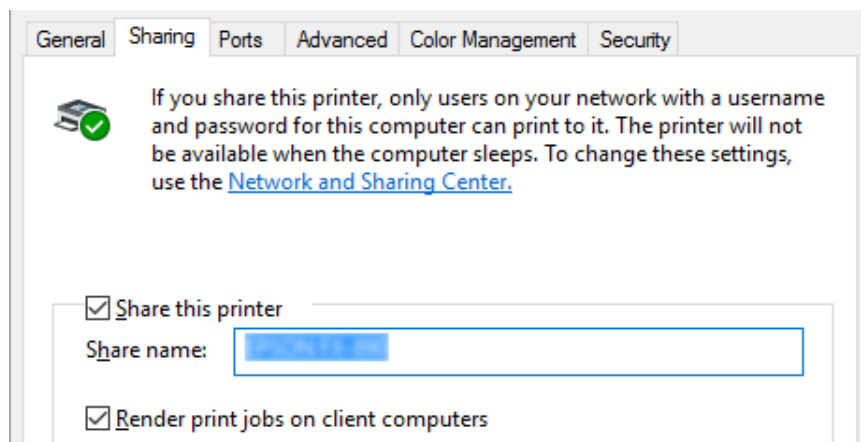 General Sharing Ports Advanced Color Management Security
If you share this printer, only users on your network with a username
and password for this computer can print to it. The printer will not
be available when the computer sleeps. To change these settings,
use the Network and Sharing Center.
Share this printer
Share name:
Render print jobs on client computers